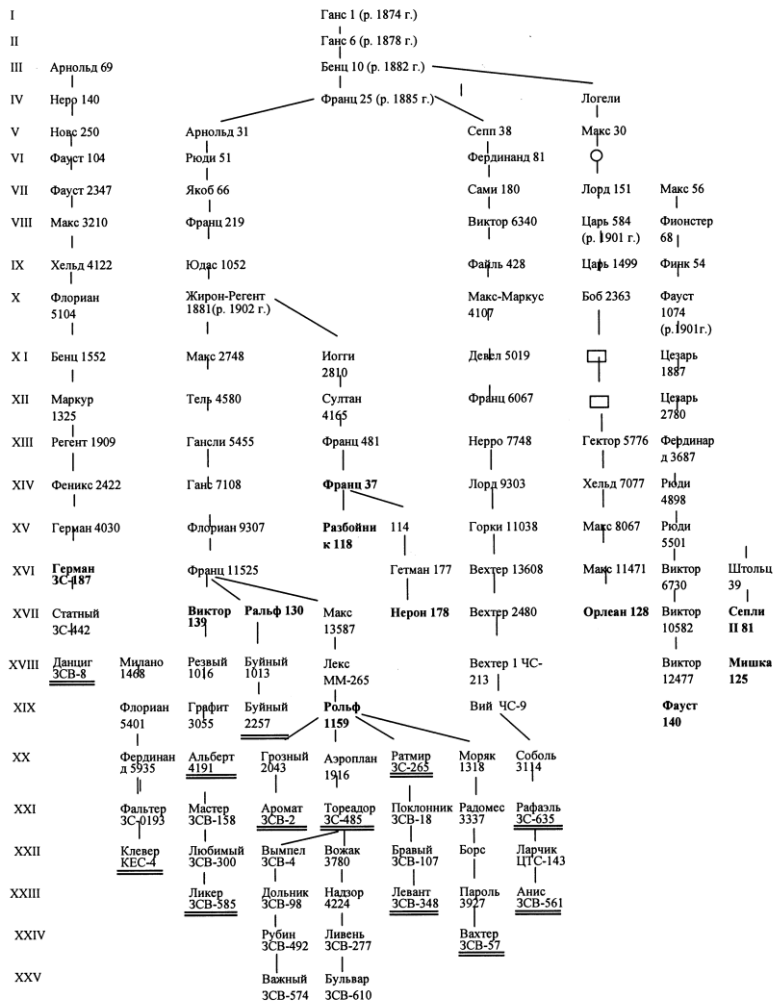 I Ганс 1 (р. 1874 г.)
II Ганс 6 (р. 1878 г.)
III Арнольд 69 Бенц 10 (р. 1882 г.)
IV Неро 140 Франц 25 (р. 1885 г.) Логели
V Новс 250 Арнольд 31 Сепп 38 Макс 30
VI Фауст 104 Рюди 51 Фердинанд 81
VII Фауст 2347 Якоб 66 Сами 180 Лорд 151 Макс 56
VIII Макс 3210 Франц 219 Виктор 6340 Царь 584 Фионстер
(р. 1901 г.) 68
IX Хельд 4122 Юдас 1052 Файль 428 Царь 1499 Финк 54
X Флориан Жирон-Регент Макс-Маркус Боб 2363 Фауст
5104 1881(р. 1902 г.) 4107 1074
(р.1901г.)
XI Бенц 1552 Макс 2748 Иогги Девел 5019 Цезарь
2810 1887
XII Маркур Тель 4580 Султан Франц 6067 Цезарь
1325 4165 2780
XIII Регент 1909 Гансли 5455 Франц 481 Нерро 7748 Гектор 5776 Фердинар
д 3687
XIV Феникс 2422 Ганс 7108 Франц 37 Лорд 9303 Хельд 7077 Рюди
4898
XV Герман 4030 Флориан 9307 Разбойни 114 Горки 11038 Макс 8067 Рюди
к 118 5501
XVI Герман Франц 11525 Гетман 177 Вехтер 13608 Макс 11471 Виктор Штольц
ЗС-187 6730 39
XVII Статный Виктор Ральф 130 Макс Нерон 178 Вехтер 2480 Орлеан 128 Виктор Сепли
ЗС-442 139 13587 10582 II 81
XVIII Данциг Милано Резвый Буйный Лекс Вехтер 1 ЧС- Виктор Мишка
ЗСВ-8 1468 1016 1013 ММ-265 213 12477 125
XIX Флориан Графит Буйный Рольф Вий ЧС-9 Фауст
5401 3055 2257 1159 140
XX Фердинан Альберт Грозный Аэроплан Ратмир Моряк Соболь
д 5935 4191 2043 1916 ЗС-265 1318 3114
XXI Фальтер Мастер Аромат Тореадор Поклонник Радомес Рафаэль
ЗС-0193 ЗСВ-158 ЗСВ-2 ЗС-485 ЗСВ-18 3337 ЗС-635
XXII Клевер Любимый Вымпел Вожак Бравый Борс Ларчик
КЕС-4 ЗСВ-300 ЗСВ-4 3780 ЗСВ-107 ЦТС-143
XXIII Ликер Дольник Надзор Левант Пароль Анис
ЗСВ-585 ЗСВ-98 4224 ЗСВ-348 3927 ЗСВ-561
XXIV Рубин Ливень Вахтер
ЗСВ-492 ЗСВ-277 ЗСВ-57
XXV Важный Бульвар
ЗСВ-574 ЗСВ-610